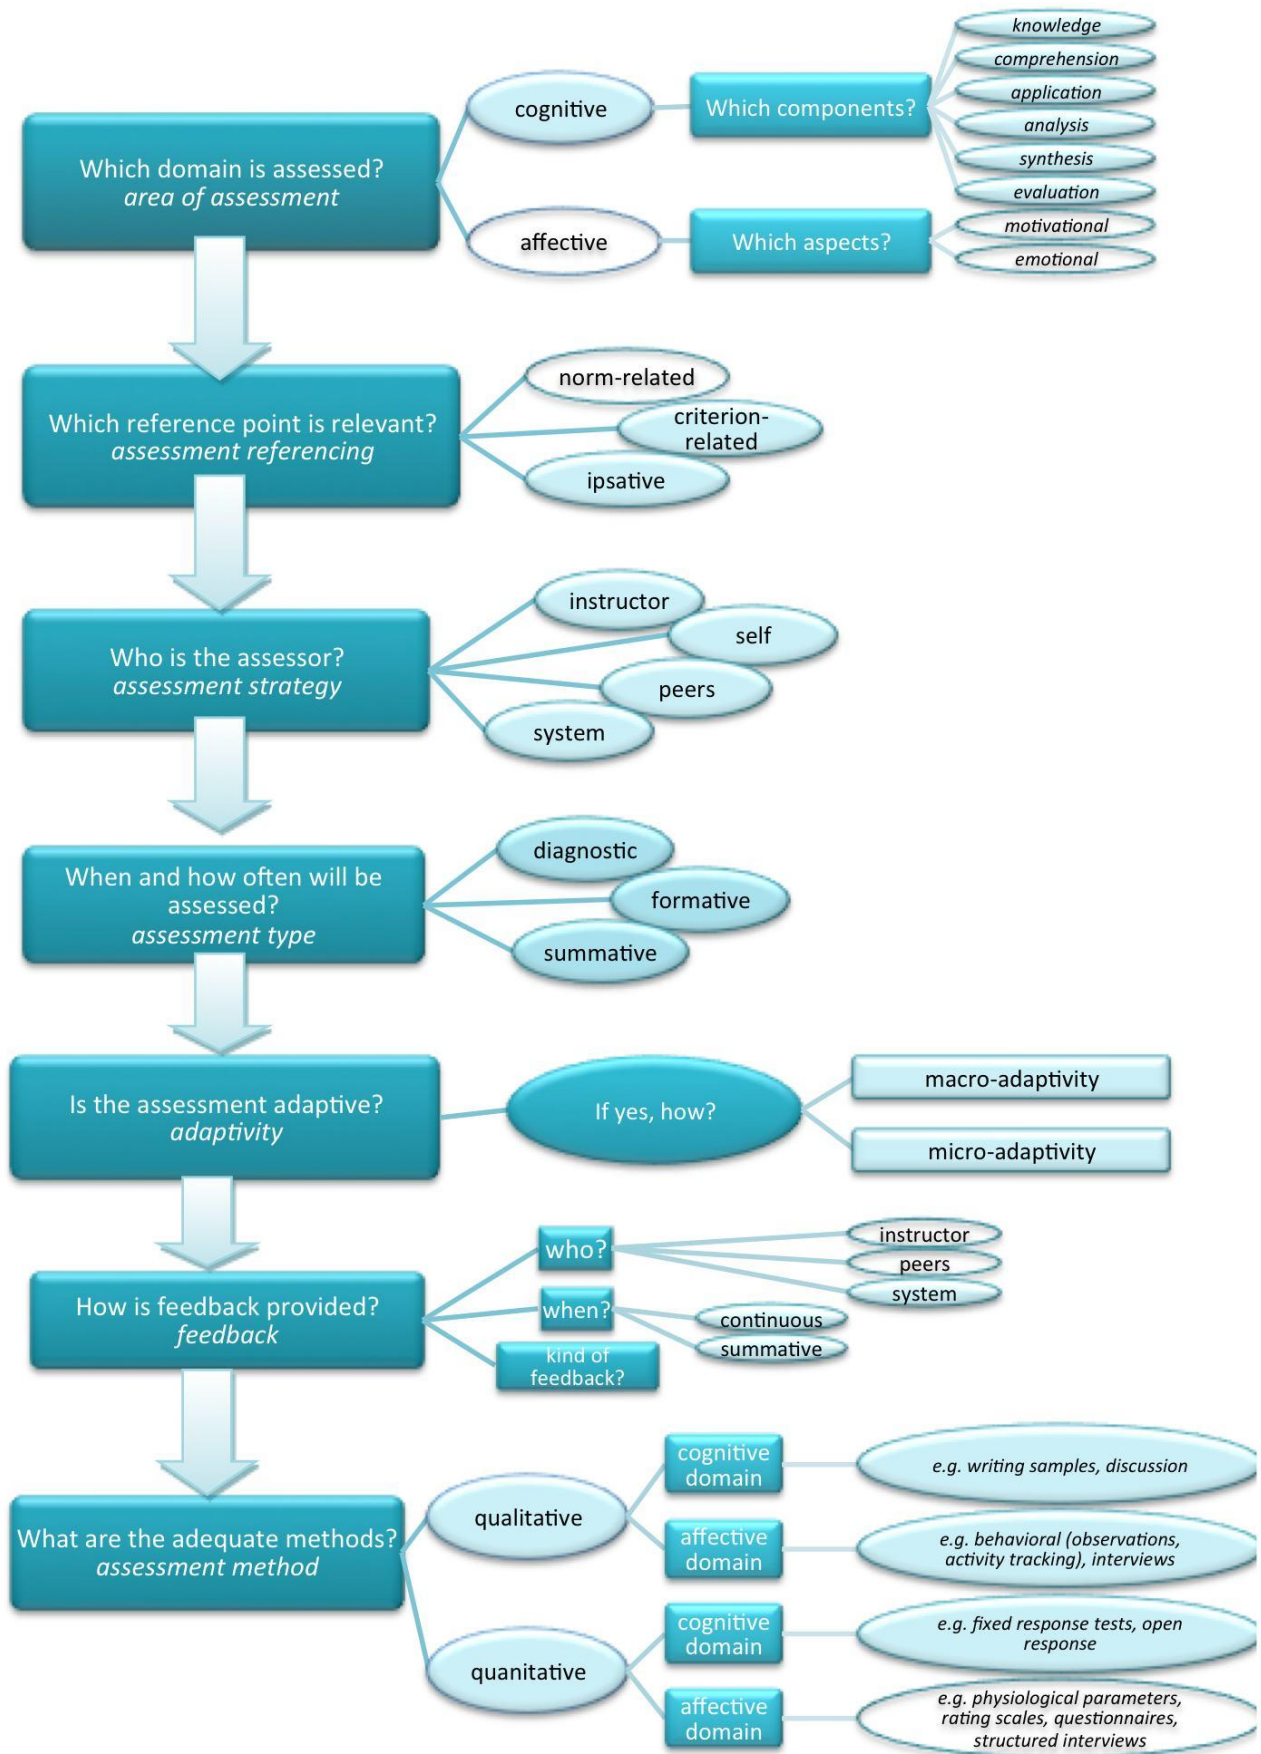 Which domain is assessed?
area of assessment
cognitive
Which components?
knowledge
comprehension
application
analysis
synthesis
evaluation
affective
Which aspects?
motivational
emotional
Which reference point is relevant?
assessment referencing
norm-related
criterion-
related
ipsative
Who is the assessor?
assessment strategy
instructor
self
peers
system
When and how often will be
assessed?
assessment type
diagnostic
formative
summative
Is the assessment adaptive?
adaptivity
If yes, how?
macro-adaptivity
micro-adaptivity
How is feedback provided?
feedback
who?
instructor
peers
system
when?
continuous
summative
kind of
feedback?
What are the adequate methods?
assessment method
qualitative
cognitive
domain
e.g. writing samples, discussion
affective
domain
e.g. behavioral (observations,
activity tracking), interviews
quanitative
cognitive
domain
e.g. fixed response tests, open
response
affective
domain
e.g. physiological parameters,
rating scales, questionnaires,
structured interviews